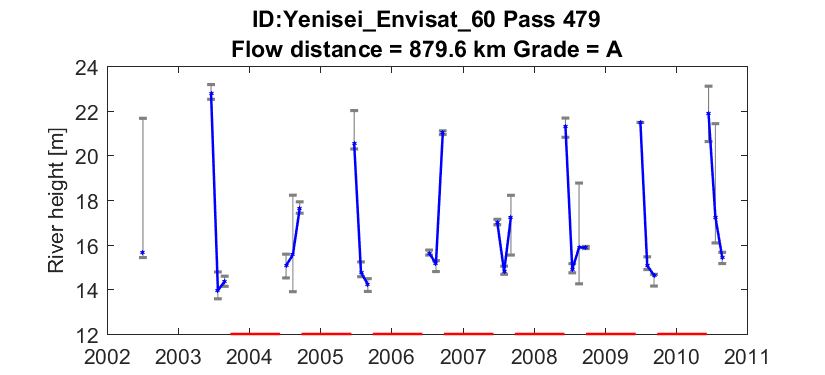 ID:Yenisei_Envisat_60 Pass 479
Flow distance = 879.6 km Grade = A
River height [m]
24
22
20
18
16
14
12
2002 2003 2004 2005 2006 2007 2008 2009 2010 2011